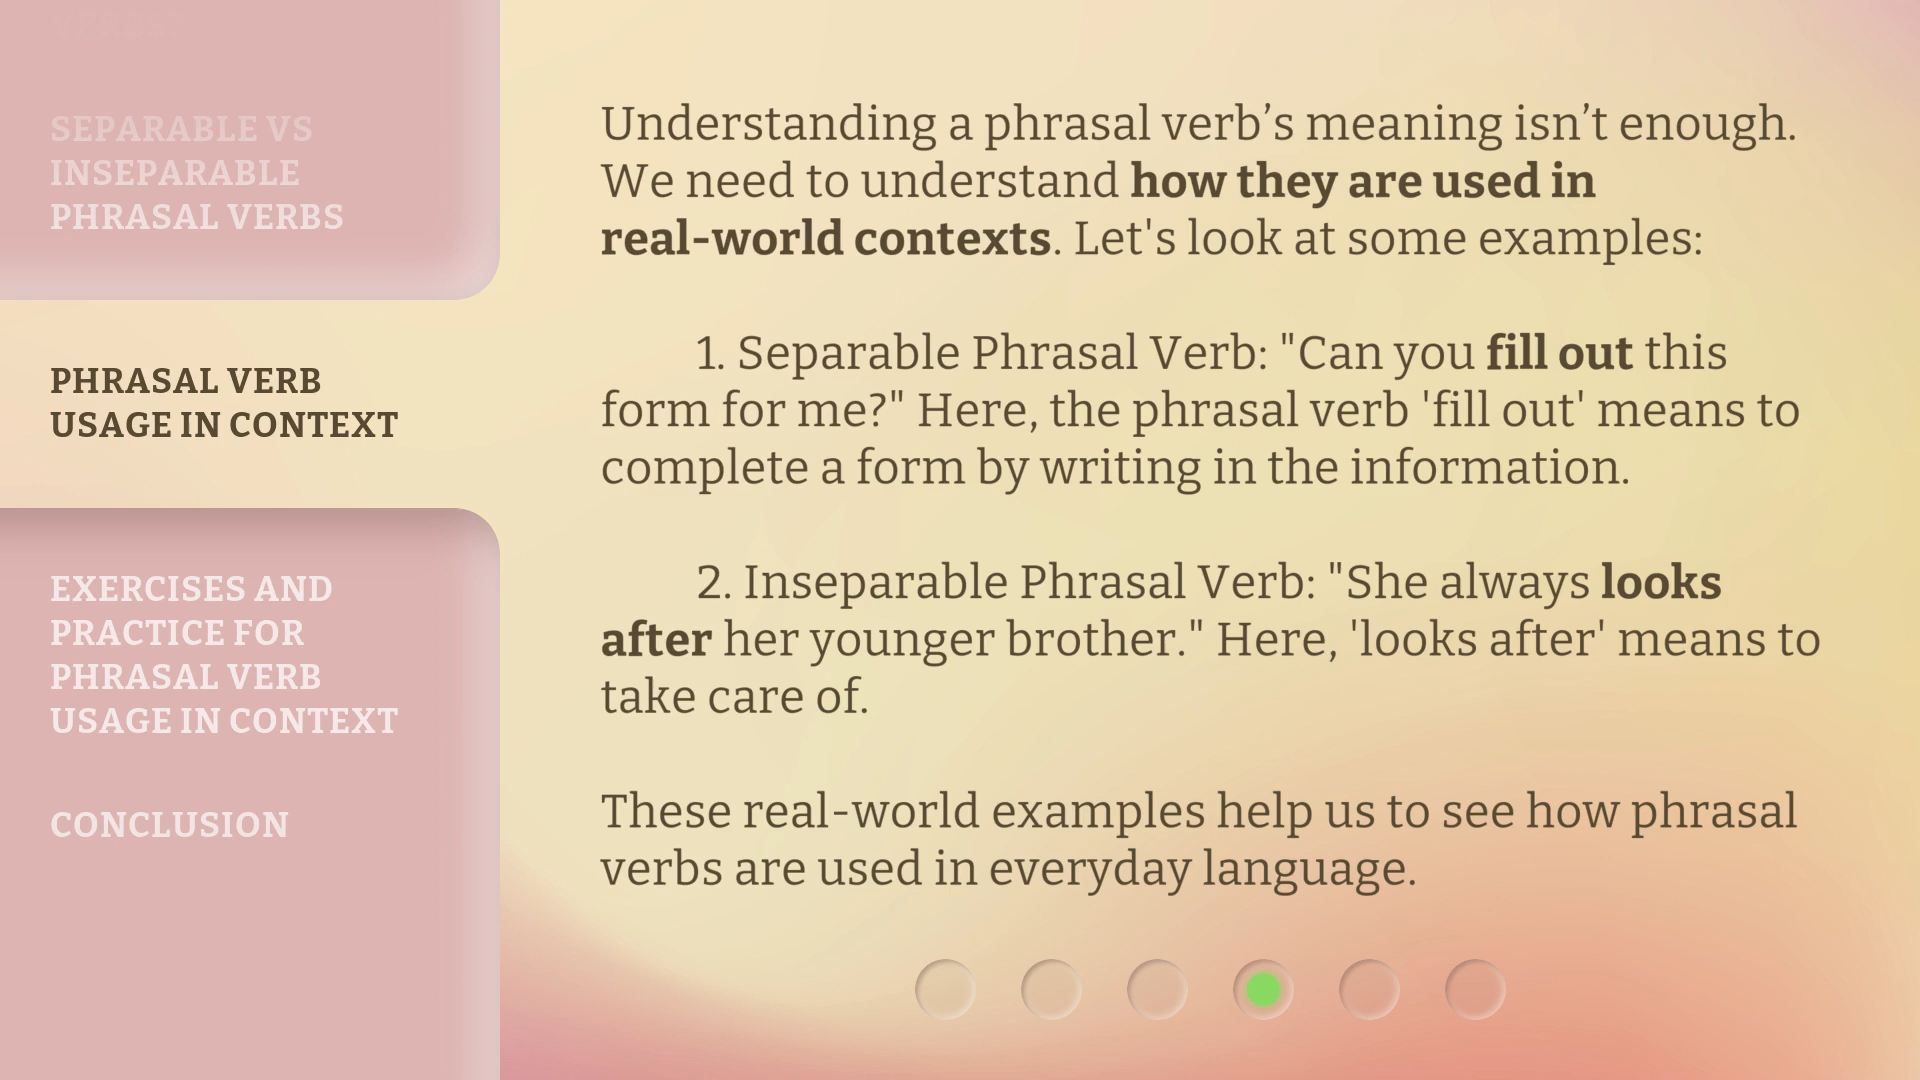 SEPARABLE VS
INSEPARABLE
PHRASAL VERBS
PHRASAL VERB
USAGE IN CONTEXT
EXERCISES AND
PRACTICE FOR
PHRASAL VERB
USAGE IN CONTEXT
CONCLUSION
Understanding a phrasal verb’s meaning isn’t enough.
We need to understand how they are used in
real-world contexts. Let's look at some examples:
1. Separable Phrasal Verb: "Can you fill out this
form for me?" Here, the phrasal verb 'fill out' means to
complete a form by writing in the information.
2. Inseparable Phrasal Verb: "She always looks
after her younger brother." Here, 'looks after' means to
take care of.
These real-world examples help us to see how phrasal
verbs are used in everyday language.